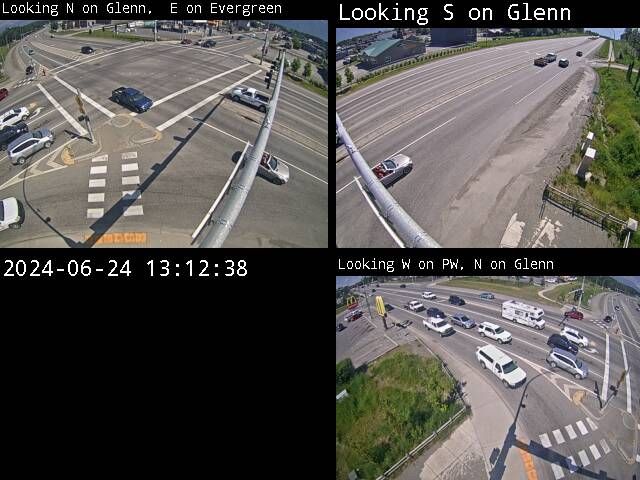 Looking N on Glenn,  E on Evergreen
Looking S on Glenn
2024-06-24 13:12:38
Looking W on PW, N on Glenn